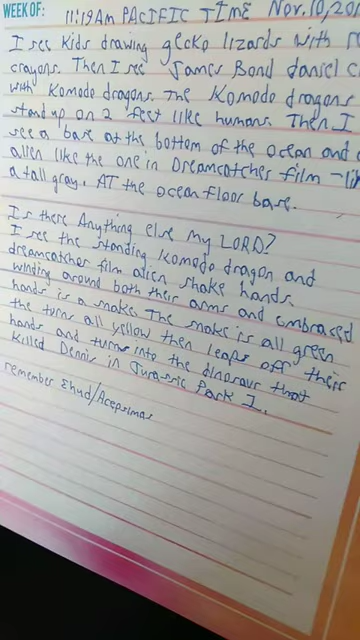 WEEK OF: 11:19AM PACIFIC TIME Nov. 10, 201
I see kids drawing gecko lizards with
crayons. Then I see James Bond daniel C
with Komodo dragons. The Komodo dragons
stand up on 2 feet like humans. Then I
see a base at the bottom of the ocean and
alien like the one in Dreamcatcher film - li
a tall gray. AT the ocean floor base.
Is there Anything else My LORD?
I see the standing Komodo dragon and
dreamcatcher film alien shake hands.
winding around both their arms and embraced
hands is a snake. The snake is all green
the turns all yellow then leaps off their
hands and turns into the dinosaur that
killed Dennis in Jurassic Park 1.
remember Ehud/Acepsimas